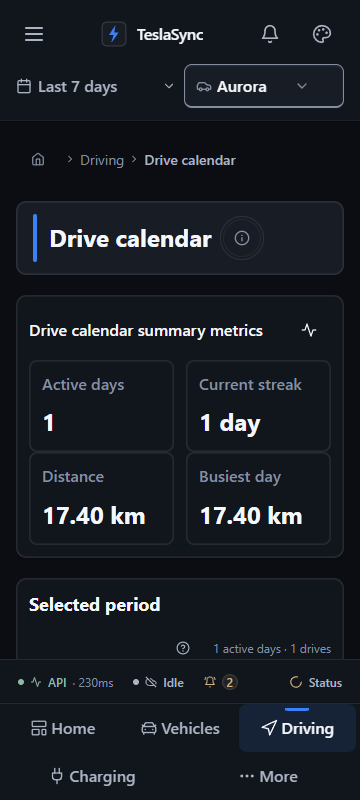 TeslaSync
Last 7 days
Aurora
Driving
Drive calendar
Drive calendar
Drive calendar summary metrics
Active days
Current streak
1
1 day
Distance
Busiest day
17.40 km
17.40 km
Selected period
1 active days · 1 drives
API · 230ms
Idle
2
Status
Home
Vehicles
Driving
Charging
More